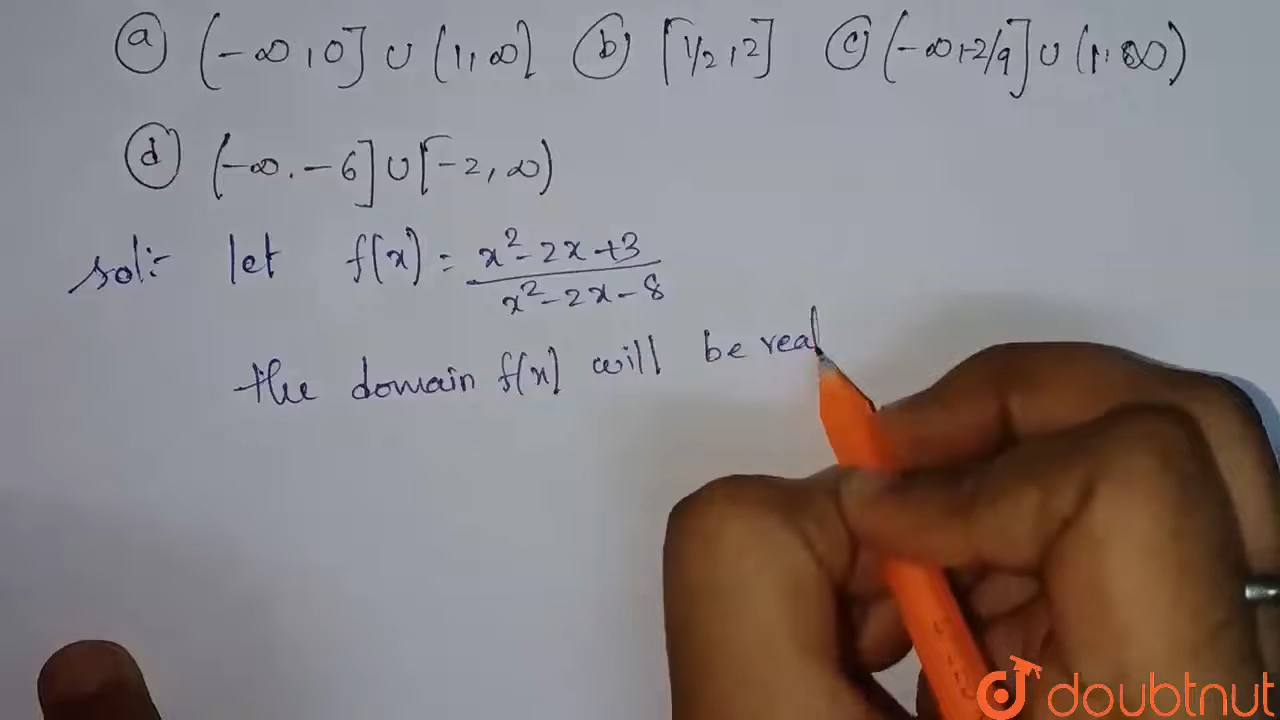 (a) (-∞, 0] ∪ (1, ∞] (b) [1/2, 2] (c) (-∞, -2/9] ∪ (1, ∞)
(d) (-∞. -6] ∪ [-2, ∞)
sol:- let f(x) = x²-2x+3 / x²-2x-8
the domain f(x] will be real
doubtnut